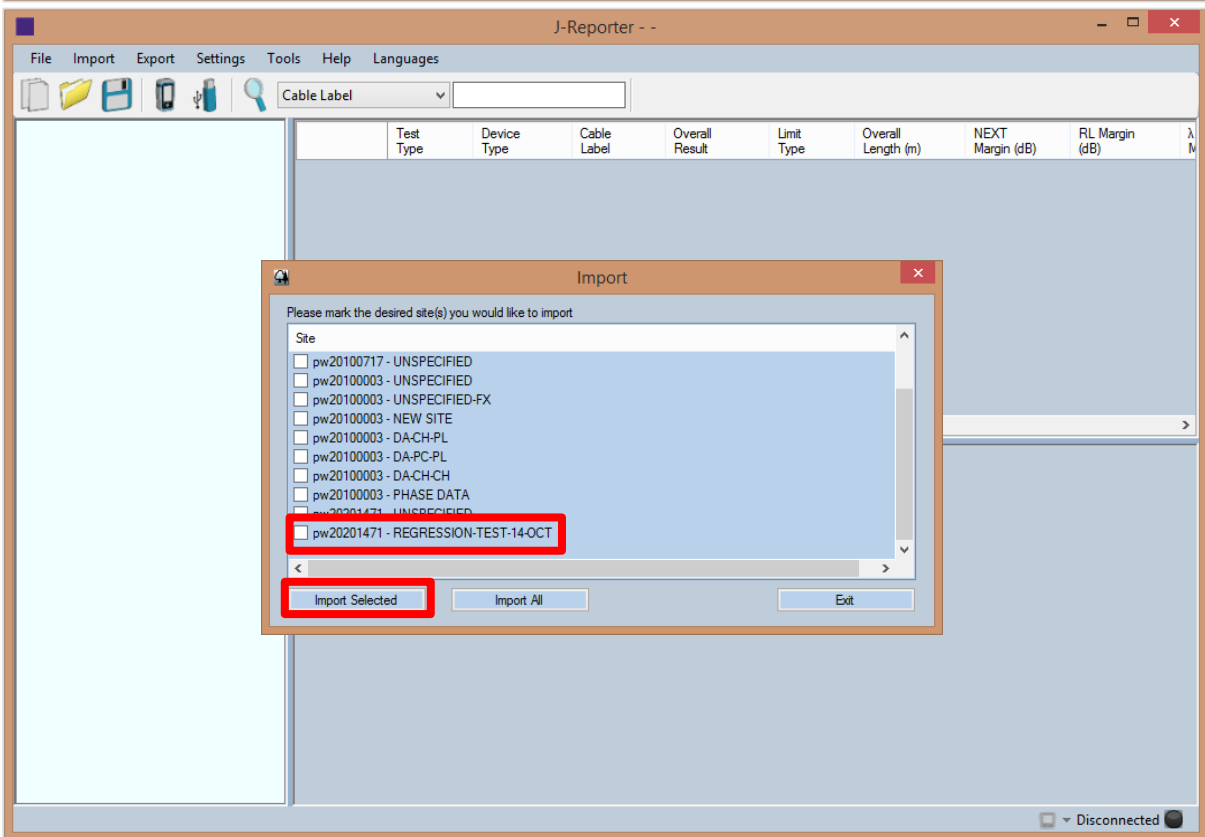 J-Reporter - -
File Import Export Settings Tools Help Languages
Cable Label
Test Type Device Type Cable Label Overall Result Limit Type Overall Length (m) NEXT Margin (dB) RL Margin (dB) λ M
Import
Please mark the desired site(s) you would like to import
Site
pw20100717 - UNSPECIFIED
pw20100003 - UNSPECIFIED
pw20100003 - UNSPECIFIED-FX
pw20100003 - NEW SITE
pw20100003 - DA-CH-PL
pw20100003 - DA-PC-PL
pw20100003 - DA-CH-CH
pw20100003 - PHASE DATA
pw20201471 - UNSPECIFIED
pw20201471 - REGRESSION-TEST-14-OCT
Import Selected Import All Exit
Disconnected